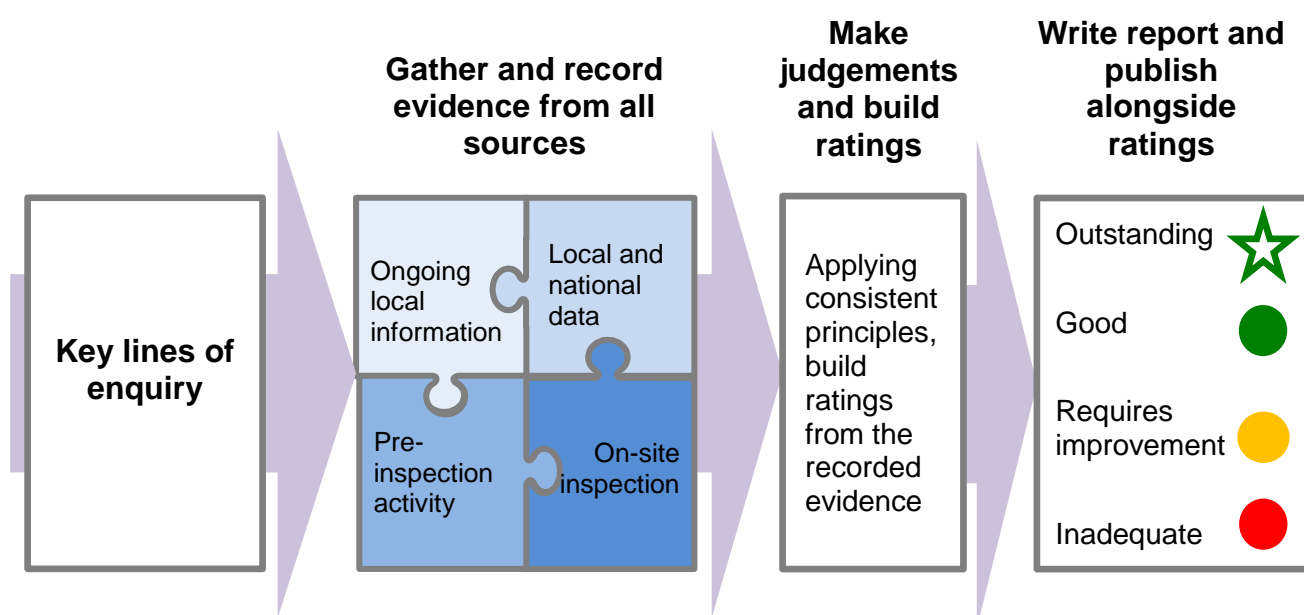 Key lines of
enquiry
Gather and record
evidence from all
sources
Ongoing
local
information
Local and
national
data
Pre-
inspection
activity
On-site
inspection
Make
judgements
and build
ratings
Applying
consistent
principles,
build
ratings
from the
recorded
evidence
Write report and
publish
alongside
ratings
Outstanding
Good
Requires
improvement
Inadequate